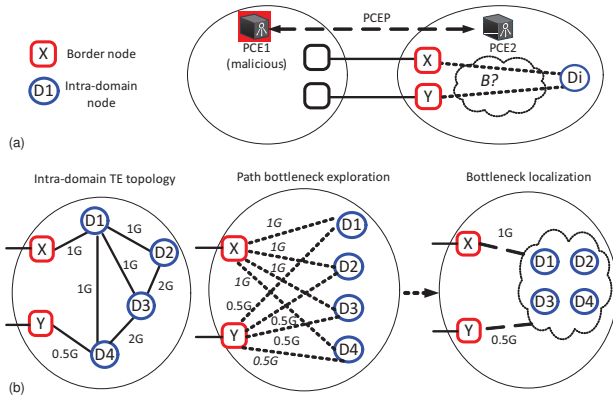 PCEP
PCE1
(malicious)
PCE2
X
Border node
D1
Intra-domain
node
X
Y
B?
Di
(a)
Intra-domain TE topology
Path bottleneck exploration
Bottleneck localization
D1
1G
X
1G
D2
1G
1G
2G
D3
Y
0.5G
2G
D4
1G
D1
1G
X
1G
D2
1G
0.5G
0.5G
D3
Y
0.5G
D4
0.5G
X
1G
D1
D2
D3
D4
Y
0.5G
(b)